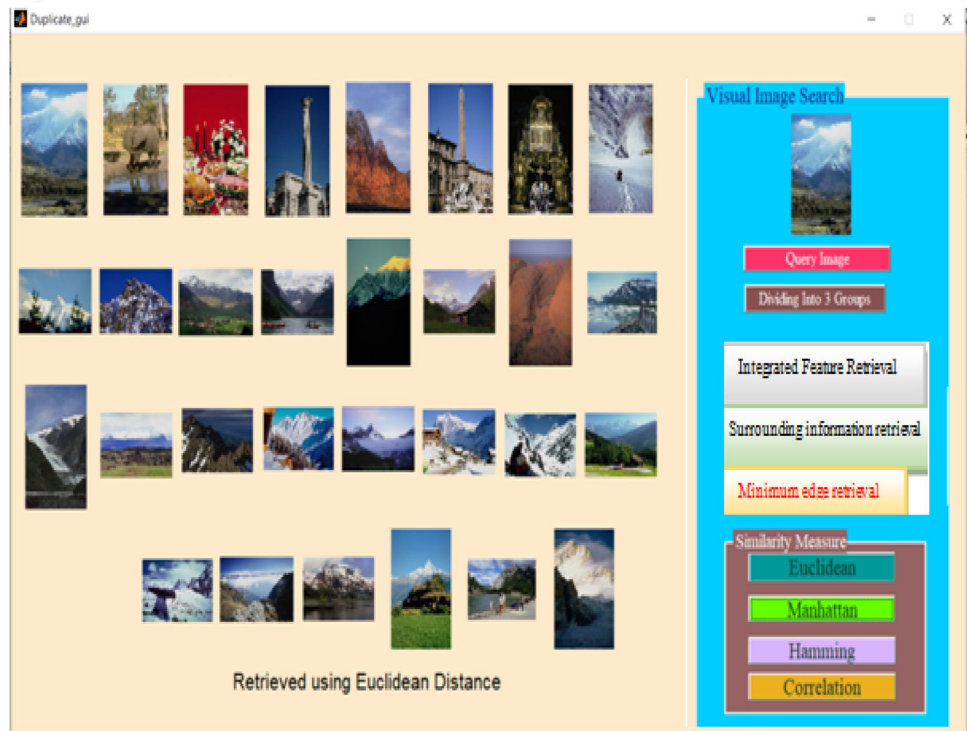 Duplicate_gui
Visual Image Search
Query Image
Dividing Into 3 Groups
Integrated Feature Retrieval
Surrounding information retrieval
Minimum edge retrieval
Similarity Measure
Euclidean
Manhattan
Hamming
Correlation
Retrieved using Euclidean Distance